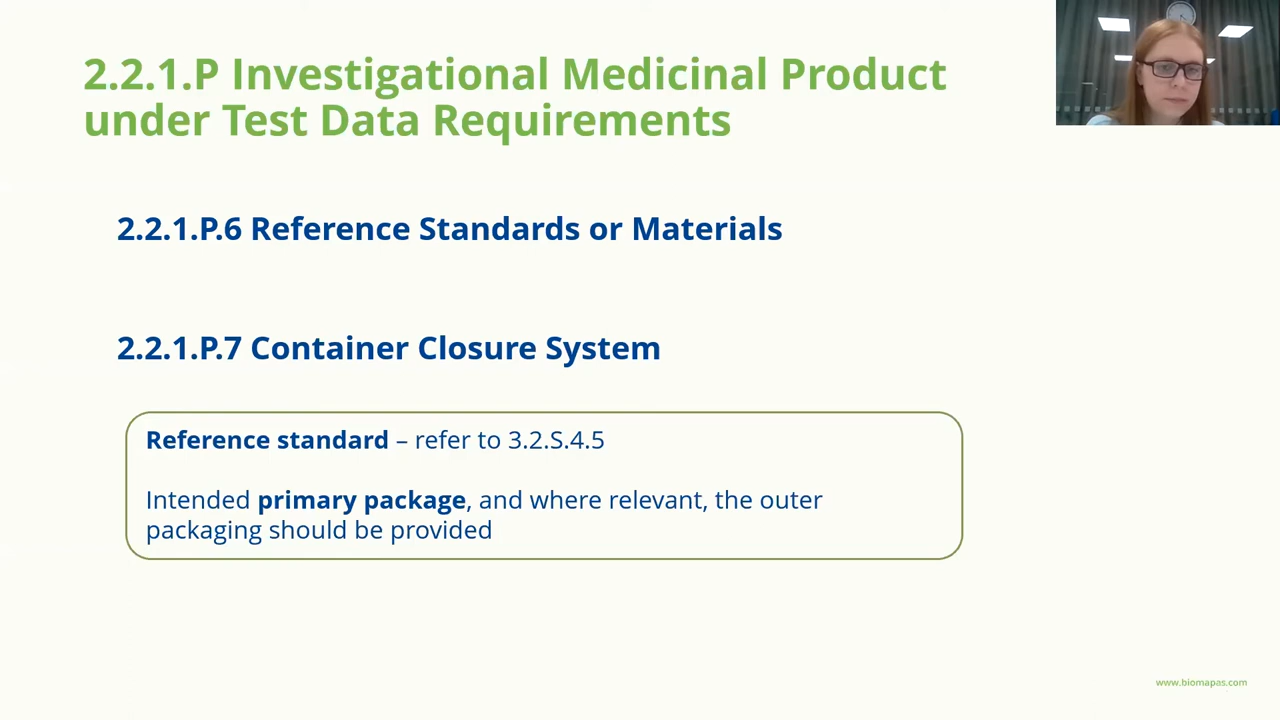 2.2.1.P Investigational Medicinal Product
under Test Data Requirements
2.2.1.P.6 Reference Standards or Materials
2.2.1.P.7 Container Closure System
Reference standard – refer to 3.2.S.4.5
Intended primary package, and where relevant, the outer
packaging should be provided
www.biomapas.com